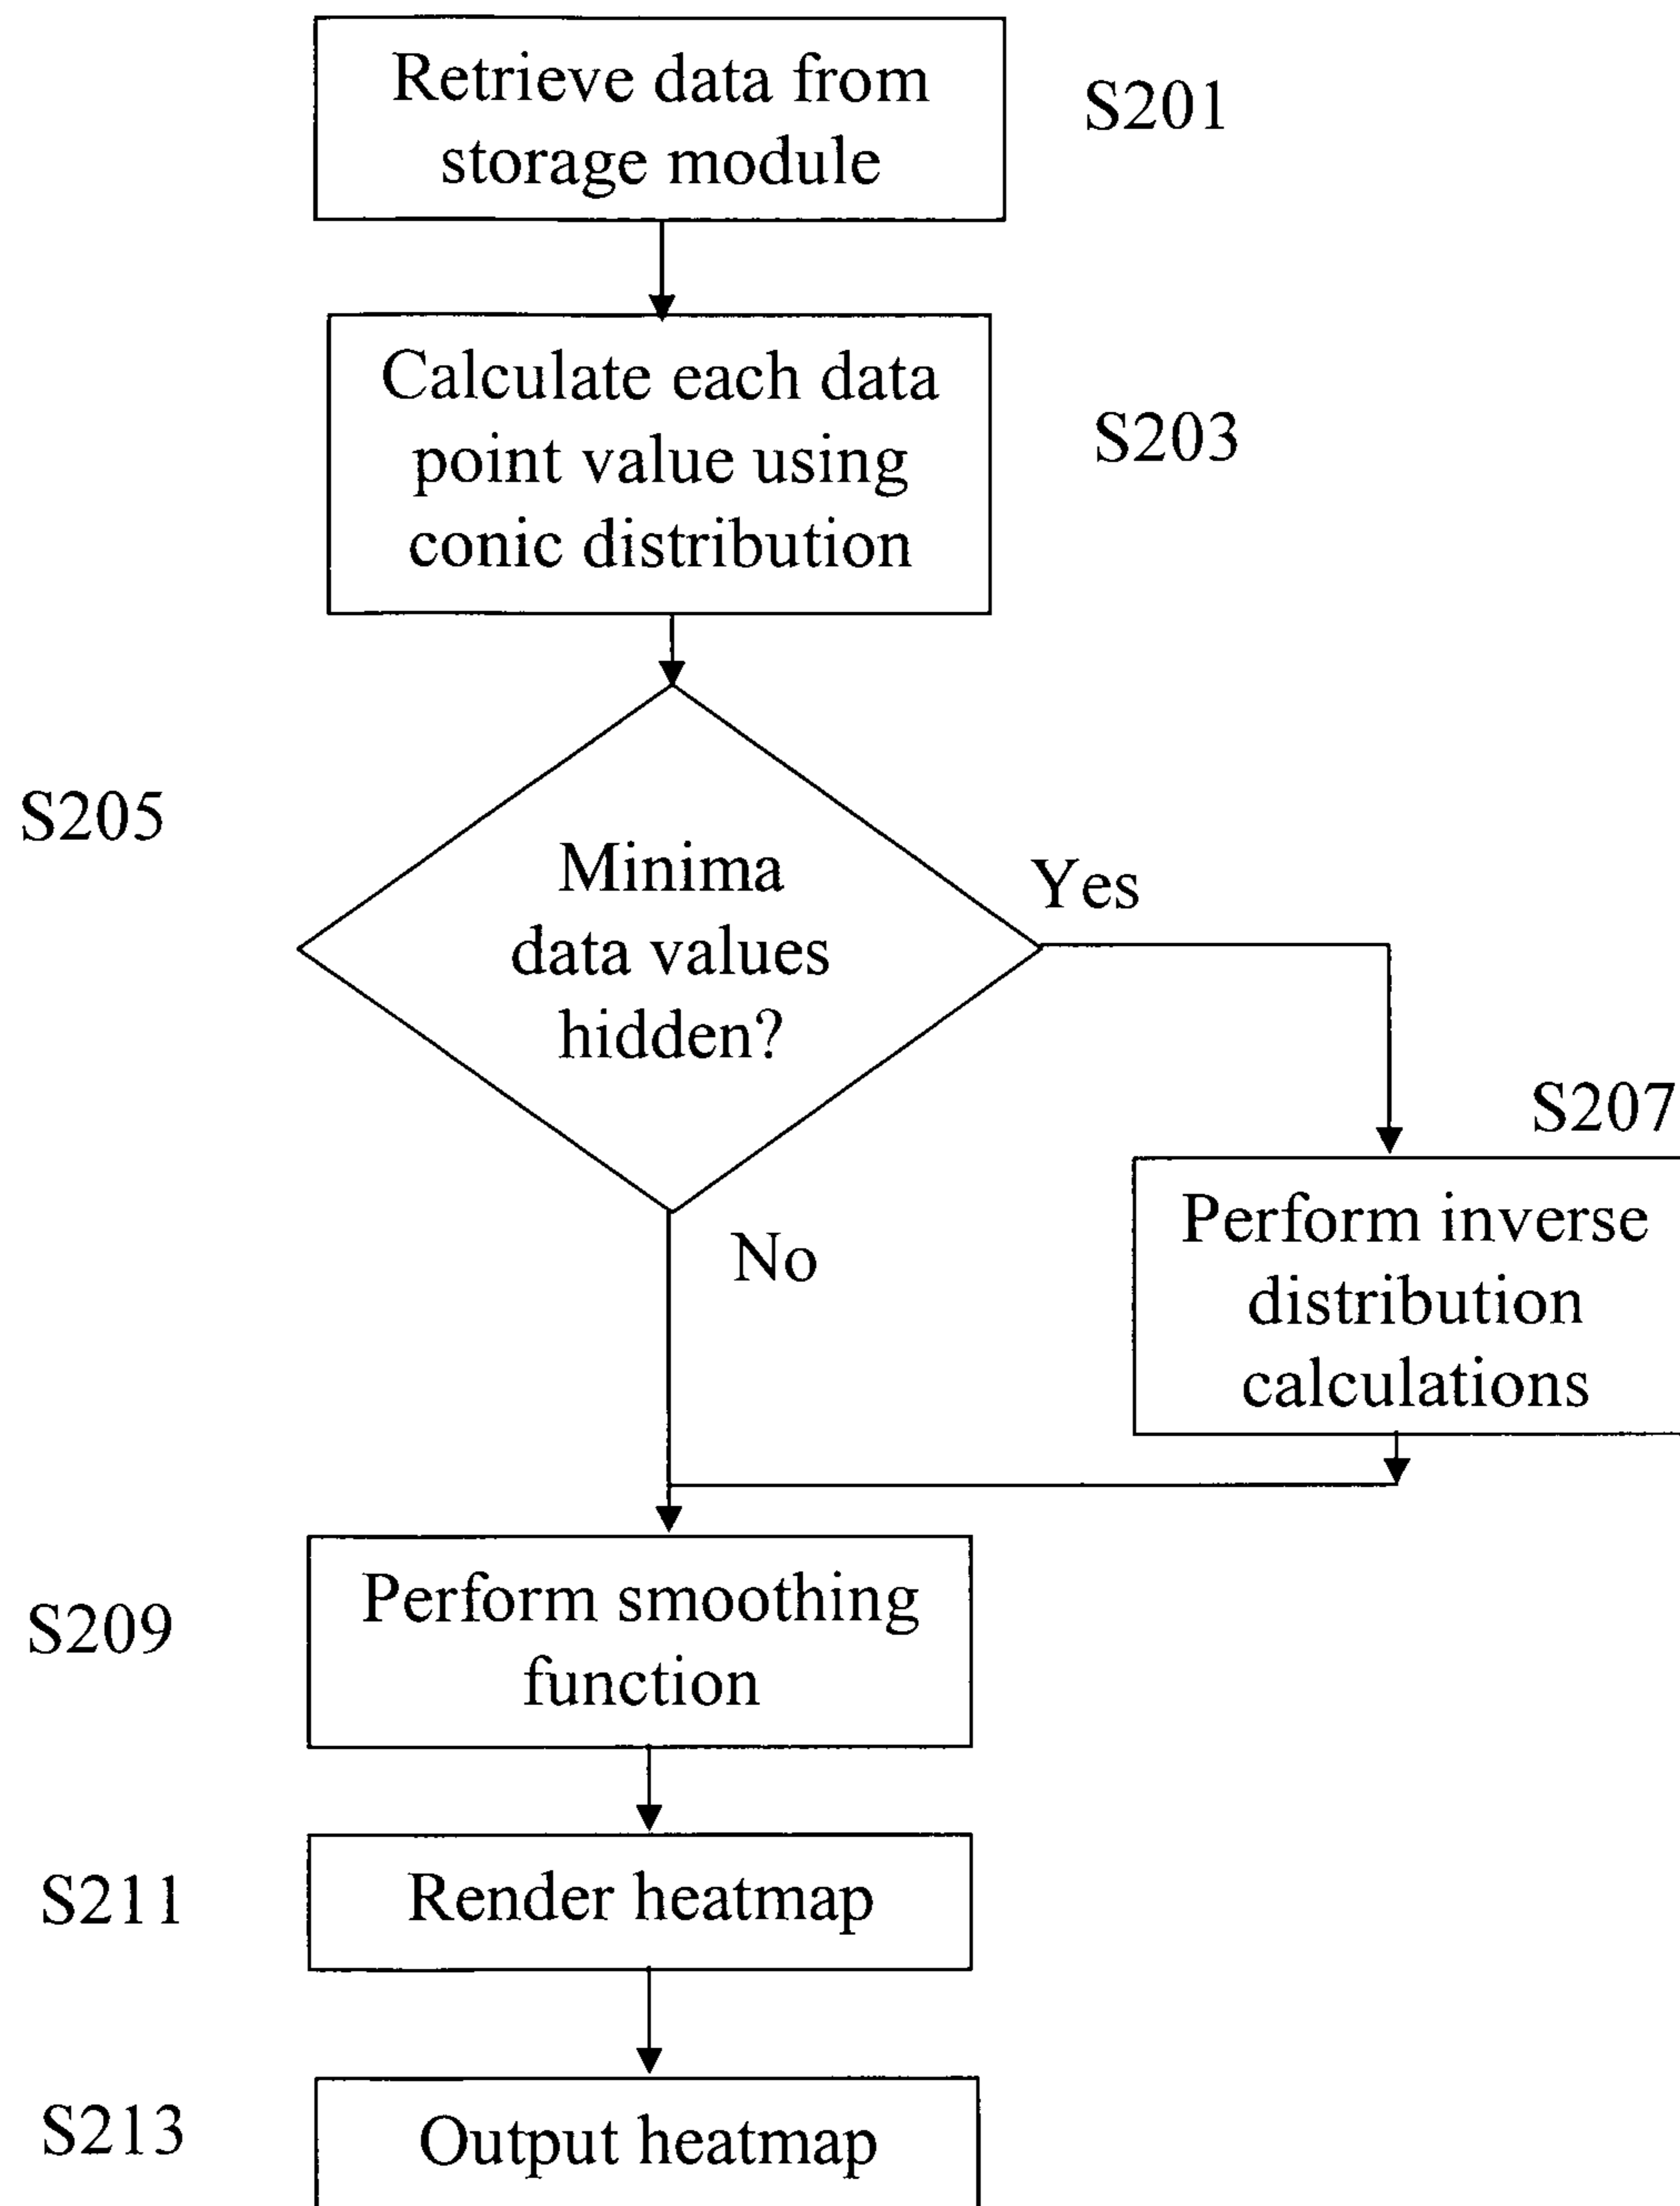 Retrieve data from
storage module
S201
Calculate each data
point value using
conic distribution
S203
S205
Minima
data values
hidden?
Yes
No
S207
Perform inverse
distribution
calculations
S209
Perform smoothing
function
S211
Render heatmap
S213
Output heatmap